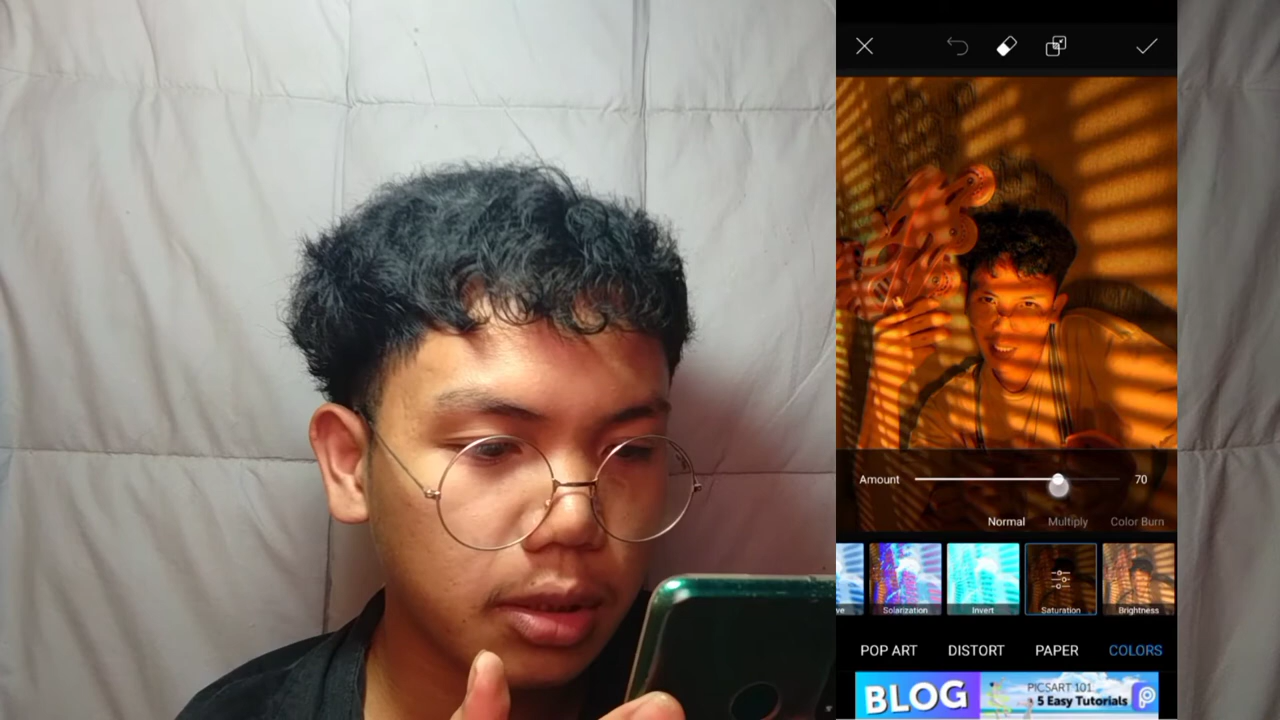 Amount 70
Normal Multiply Color Burn
ve Solarization Invert Saturation Brightness
POP ART DISTORT PAPER COLORS
BLOG PICSART 101
5 Easy Tutorials